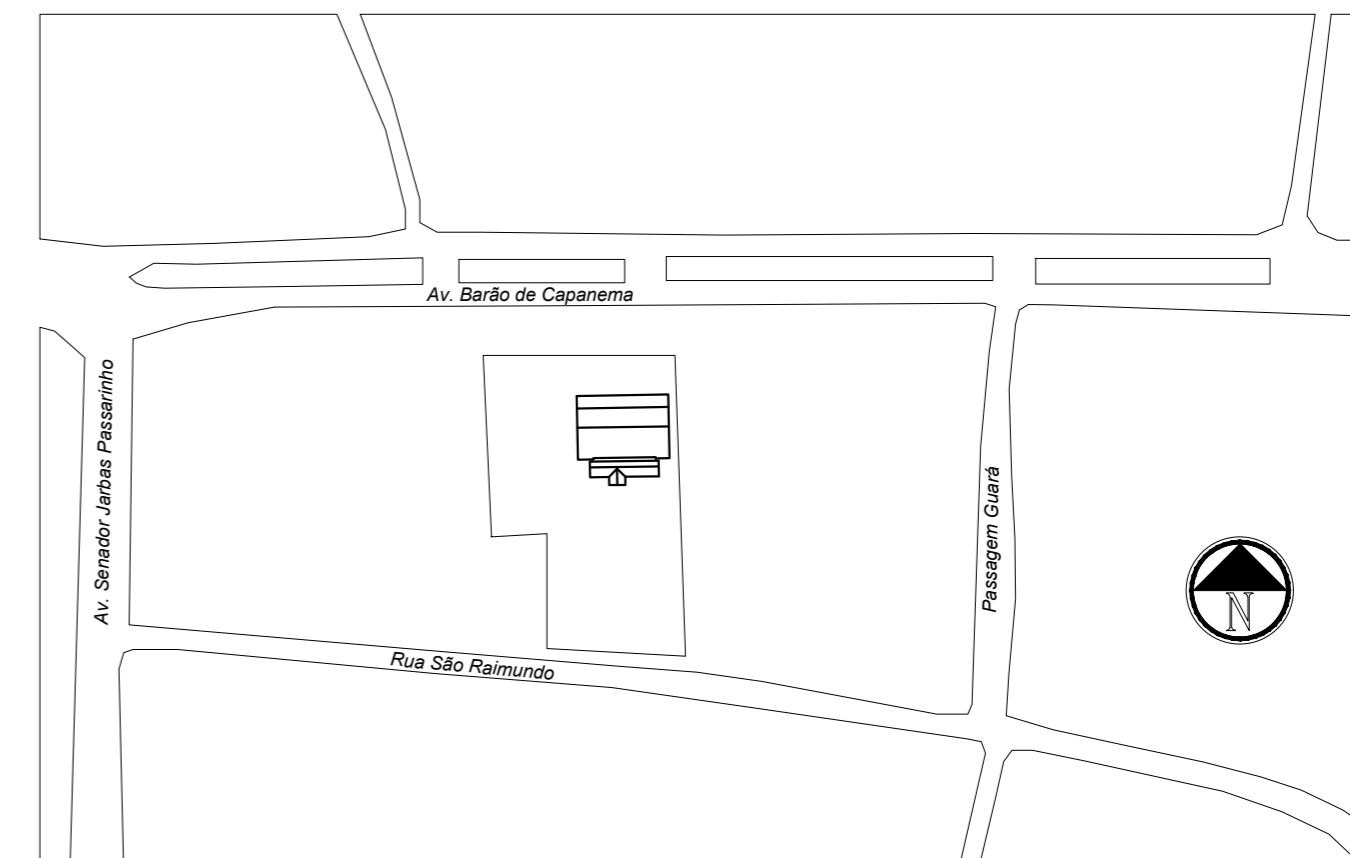 Av. Barão de Capanema
Av. Senador Jarbas Passarinho
Passagem Guará
N
Rua São Raimundo